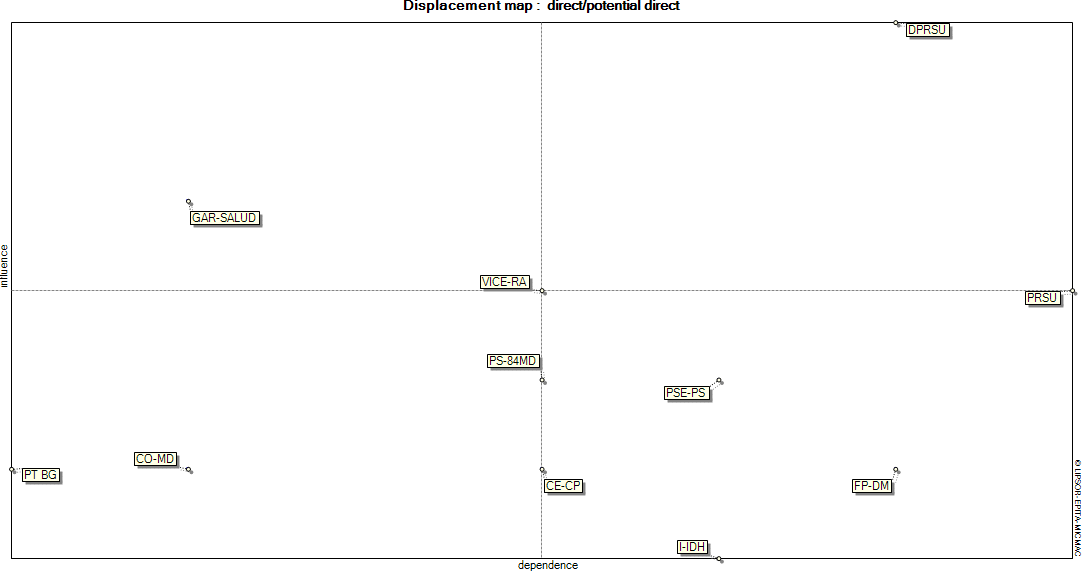 Displacement map : direct/potential direct
DPRSU
GAR-SALUD
influence
VICE-RA
PRSU
PS-84MD
PSE-PS
CO-MD
PT BG
CE-CP
FP-DM
I-IDH
© LIPSOR-EPITA-MICMAC
dependence